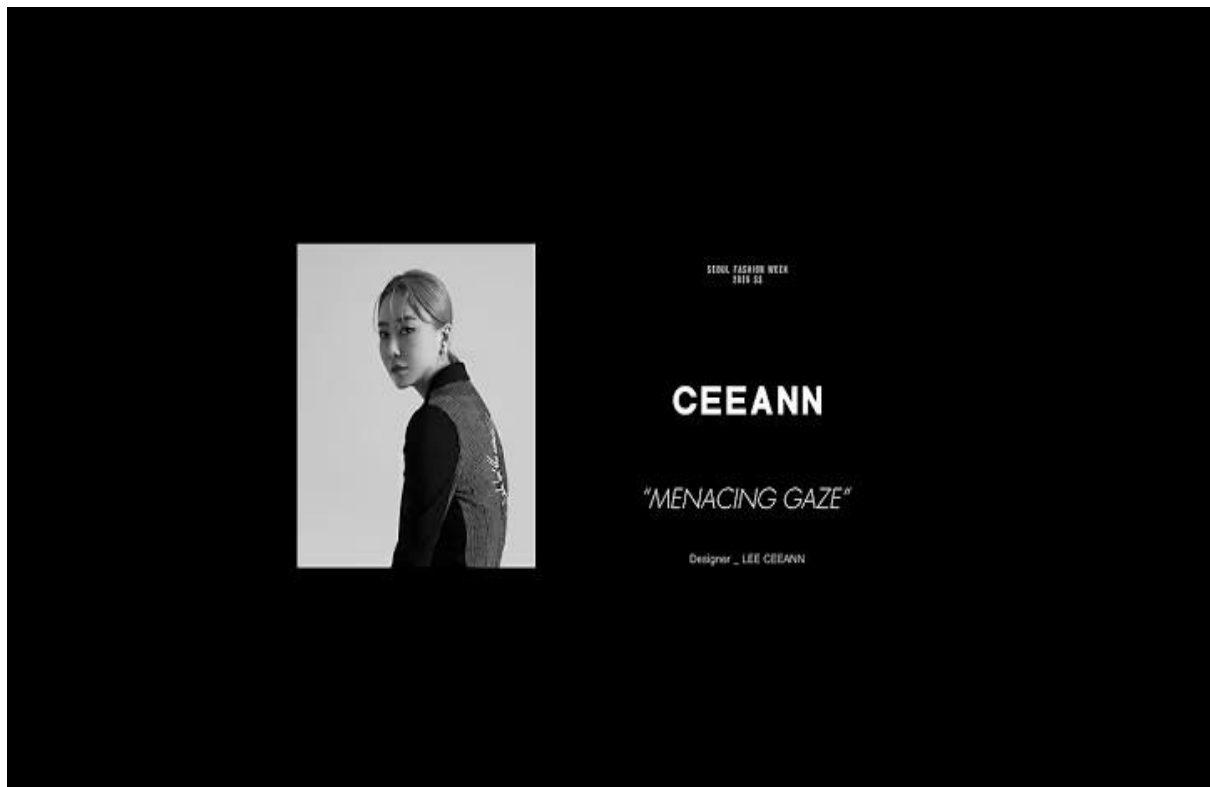 SEOUL FASHION WEEK
CEEANN
"MENACING GAZE"
Designer _ LEE CEEANN